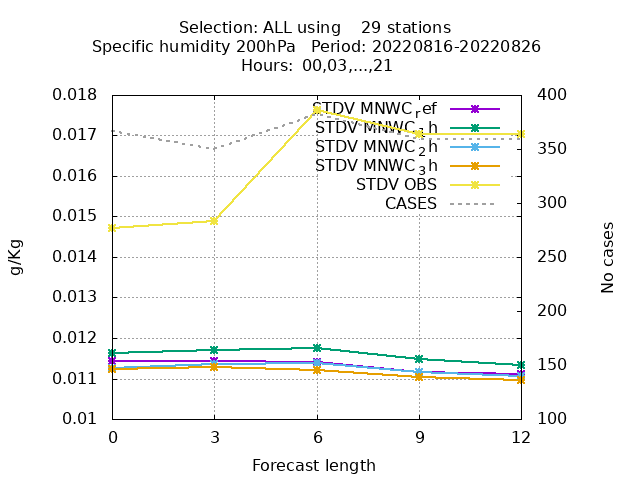 Selection: ALL using    29 stations
Specific humidity 200hPa   Period: 20220816-20220826
Hours:  00,03,...,21
0.018
0.017
0.016
0.015
0.014
0.013
0.012
0.011
0.01
g/Kg
STDV MNWC_ref
STDV MNWC_1h
STDV MNWC_2h
STDV MNWC_3h
STDV OBS
CASES
400
350
300
250
200
150
100
No cases
0 3 6 9 12
Forecast length